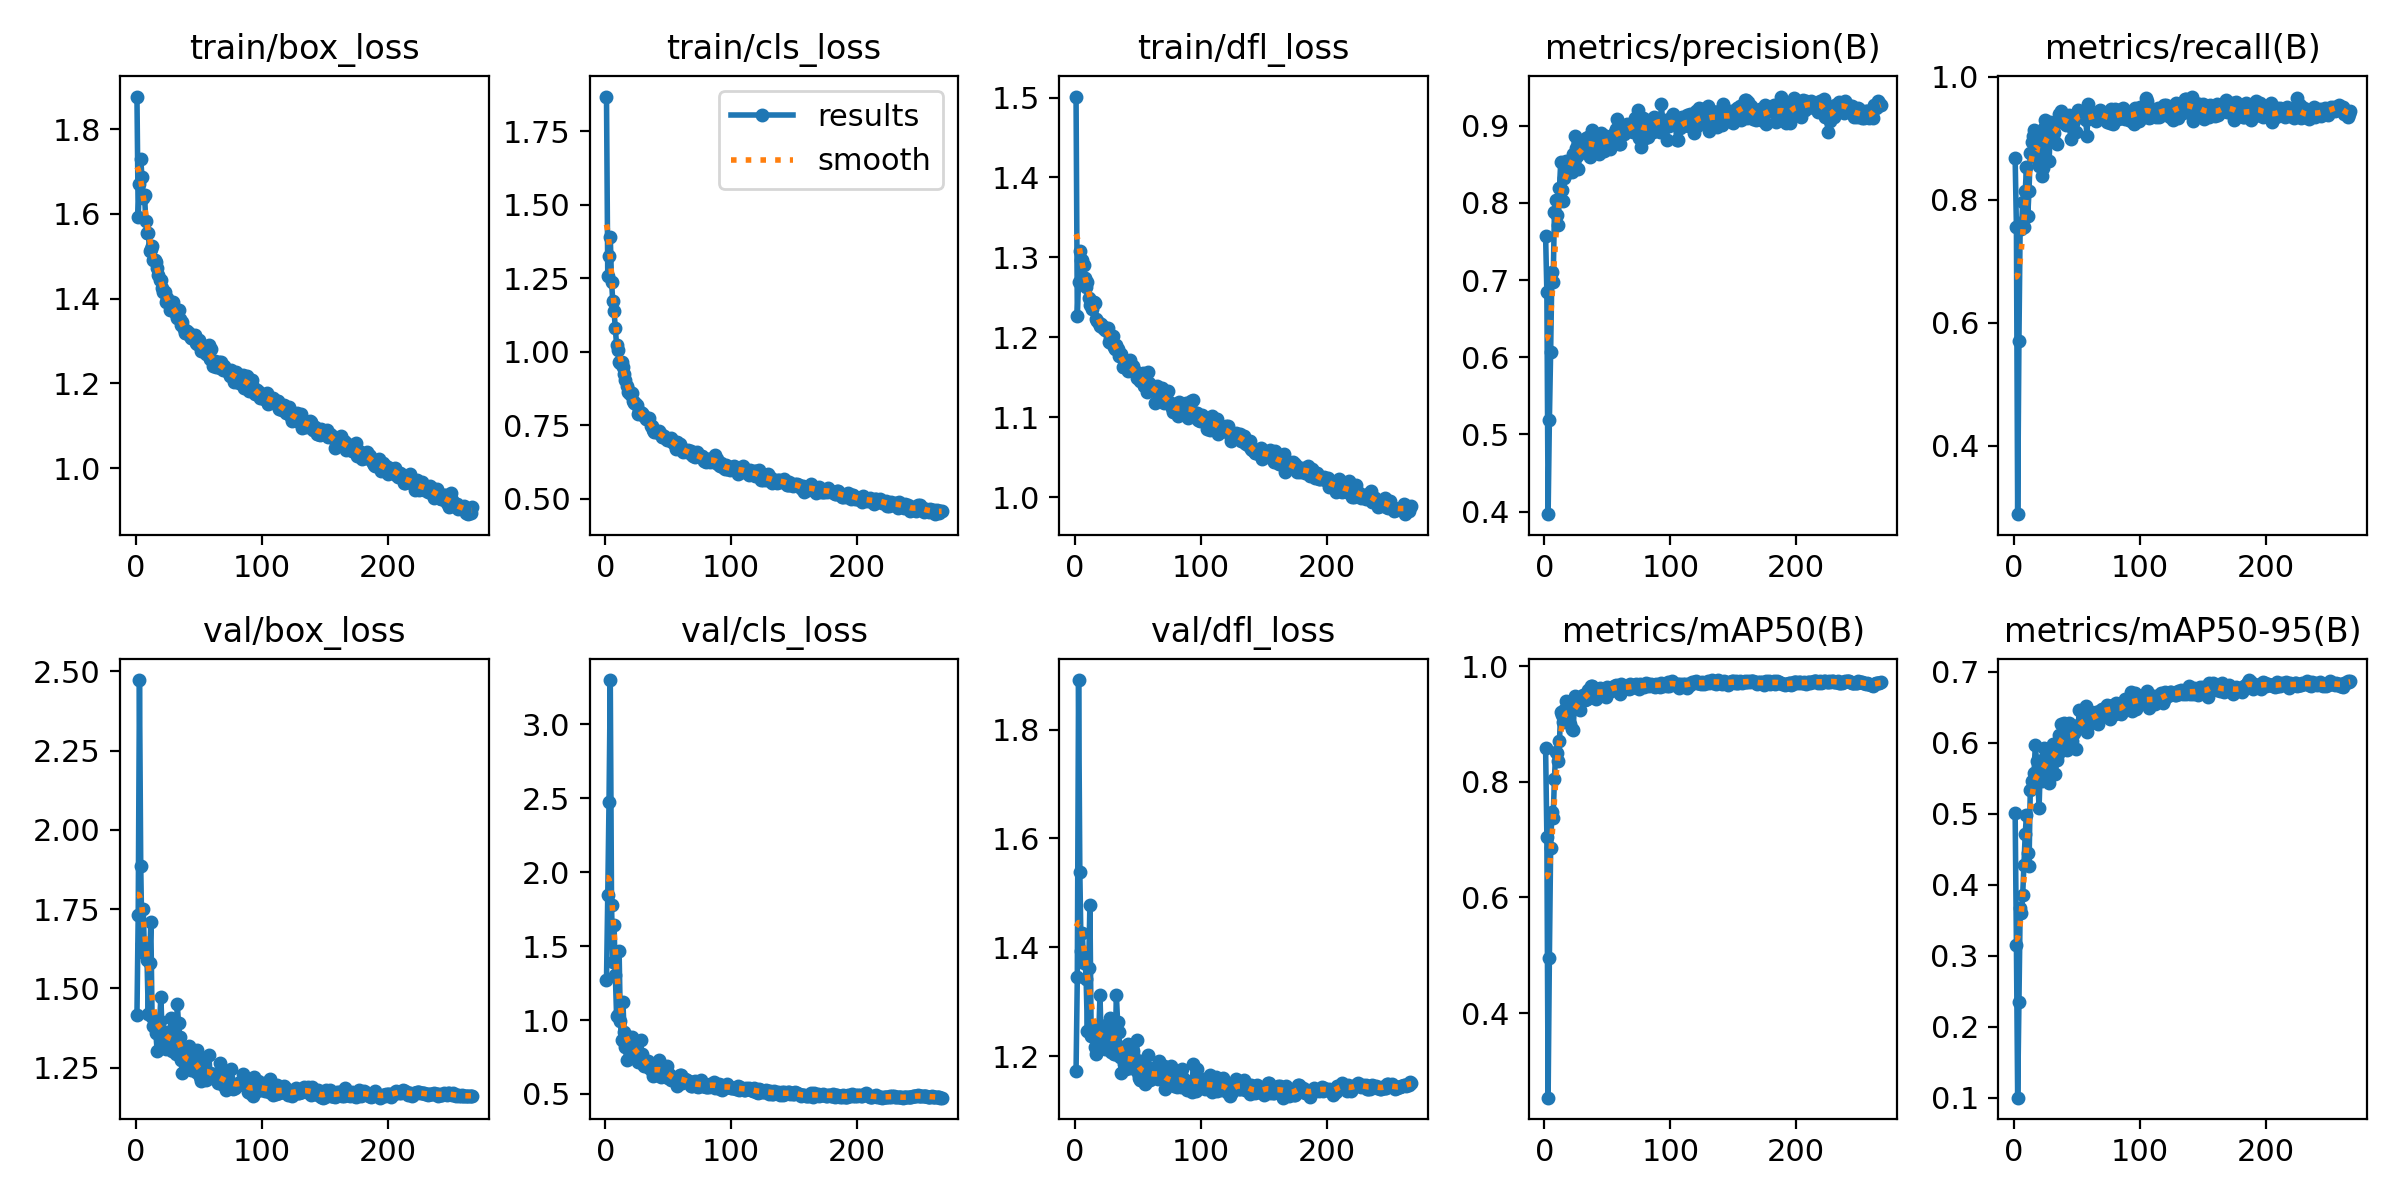 train/box_loss
1.8
1.6
1.4
1.2
1.0
0 100 200
train/cls_loss
results
smooth
1.75
1.50
1.25
1.00
0.75
0.50
0 100 200
train/dfl_loss
1.5
1.4
1.3
1.2
1.1
1.0
0 100 200
metrics/precision(B)
0.9
0.8
0.7
0.6
0.5
0.4
0 100 200
metrics/recall(B)
1.0
0.8
0.6
0.4
0 100 200
val/box_loss
2.50
2.25
2.00
1.75
1.50
1.25
0 100 200
val/cls_loss
3.0
2.5
2.0
1.5
1.0
0.5
0 100 200
val/dfl_loss
1.8
1.6
1.4
1.2
0 100 200
metrics/mAP50(B)
1.0
0.8
0.6
0.4
0 100 200
metrics/mAP50-95(B)
0.7
0.6
0.5
0.4
0.3
0.2
0.1
0 100 200